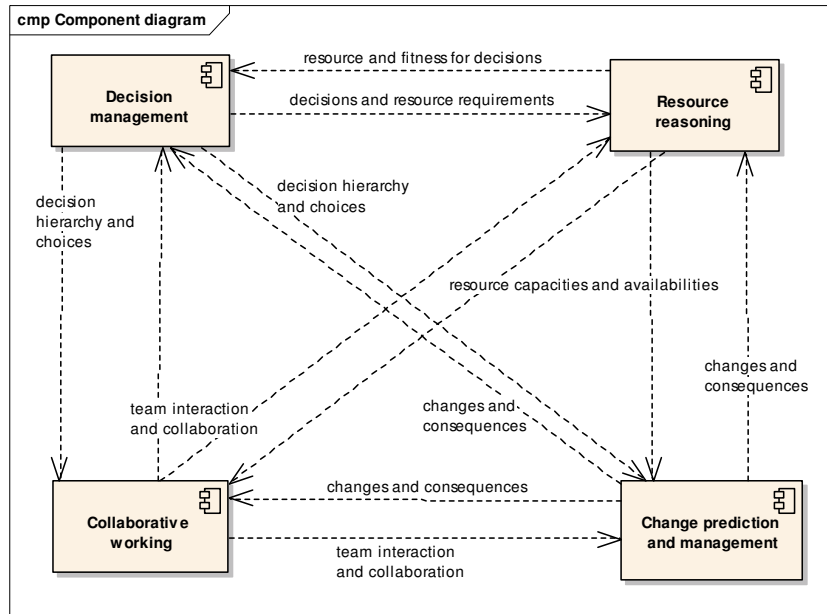 cmp Component diagram
resource and fitness for decisions
Decision
management
decisions and resource requirements
Resource
reasoning
decision
hierarchy and
choices
decision hierarchy
and choices
resource capacities and availabilities
changes and
consequences
team interaction
and collaboration
changes and
consequences
Collaborative
working
changes and consequences
Change prediction
and management
team interaction
and collaboration